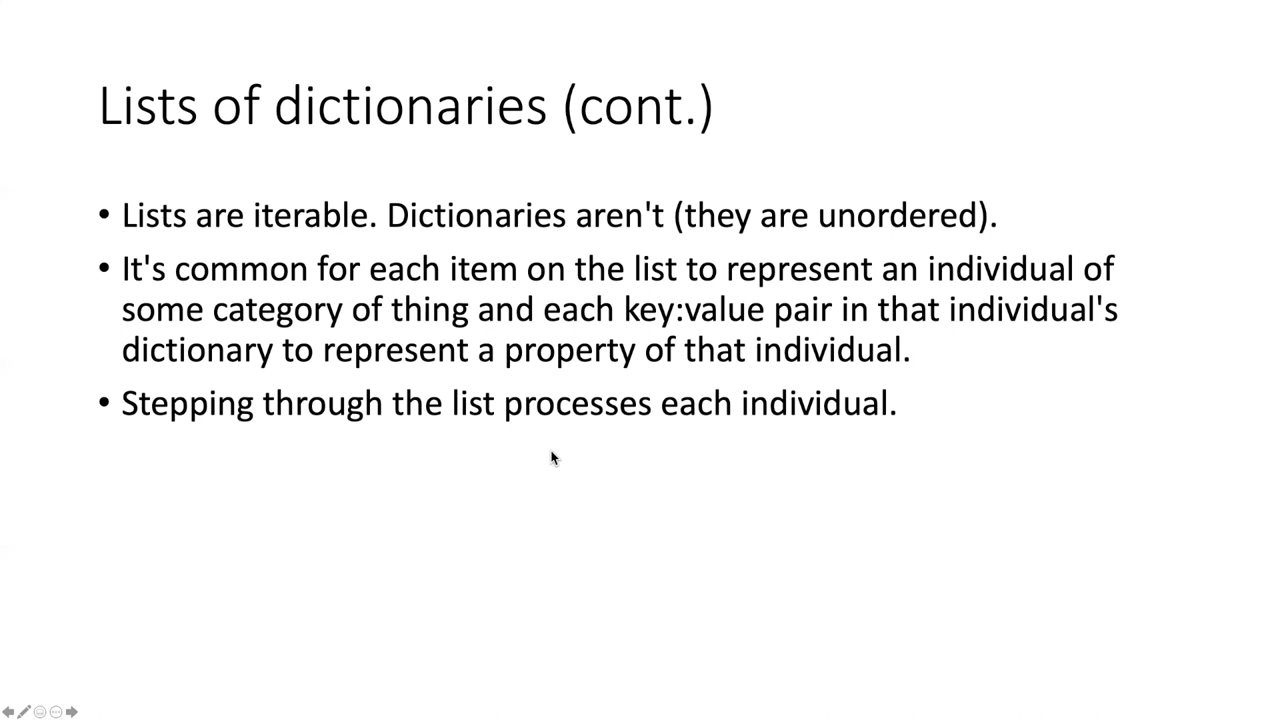 Lists of dictionaries (cont.)
• Lists are iterable. Dictionaries aren't (they are unordered).
• It's common for each item on the list to represent an individual of
some category of thing and each key:value pair in that individual's
dictionary to represent a property of that individual.
• Stepping through the list processes each individual.